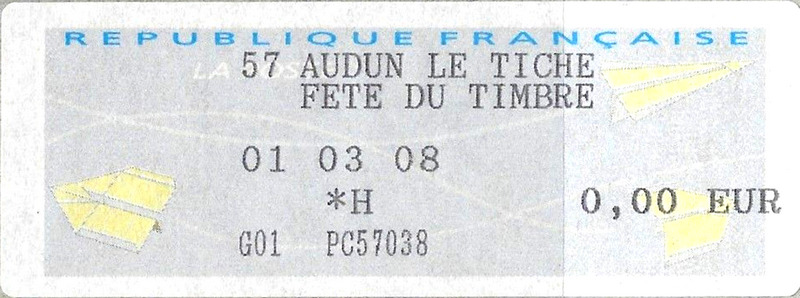 REPUBLIQUE FRANÇAISE
57 AUDUN LE TICHE
FETE DU TIMBRE
01 03 08
*H 0,00 EUR
G01 PC57038